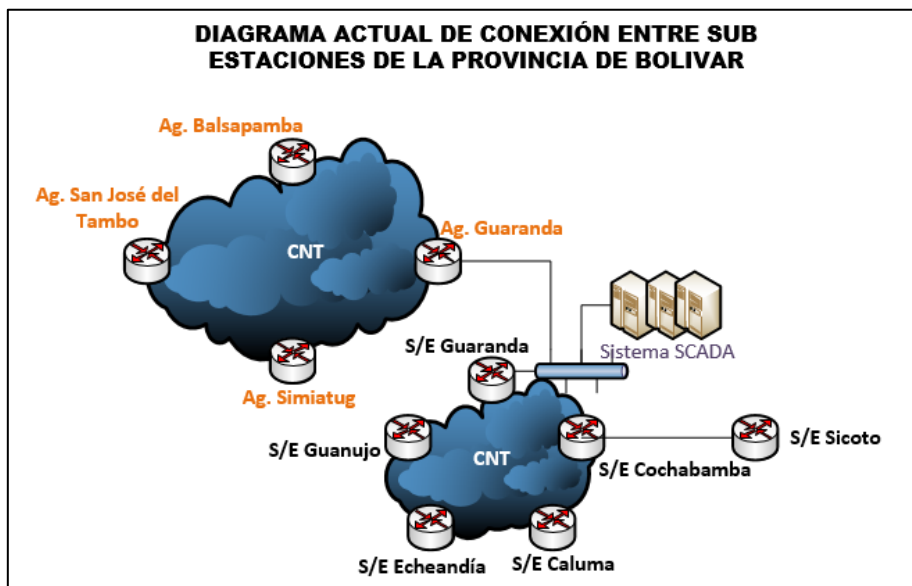 DIAGRAMA ACTUAL DE CONEXIÓN ENTRE SUB
ESTACIONES DE LA PROVINCIA DE BOLIVAR
Ag. Balsapamba
Ag. San José del
Tambo
CNT
Ag. Guaranda
Sistema SCADA
S/E Guaranda
Ag. Simiatug
S/E Guanujo
CNT
S/E Sicoto
S/E Cochabamba
S/E Echeandía
S/E Caluma